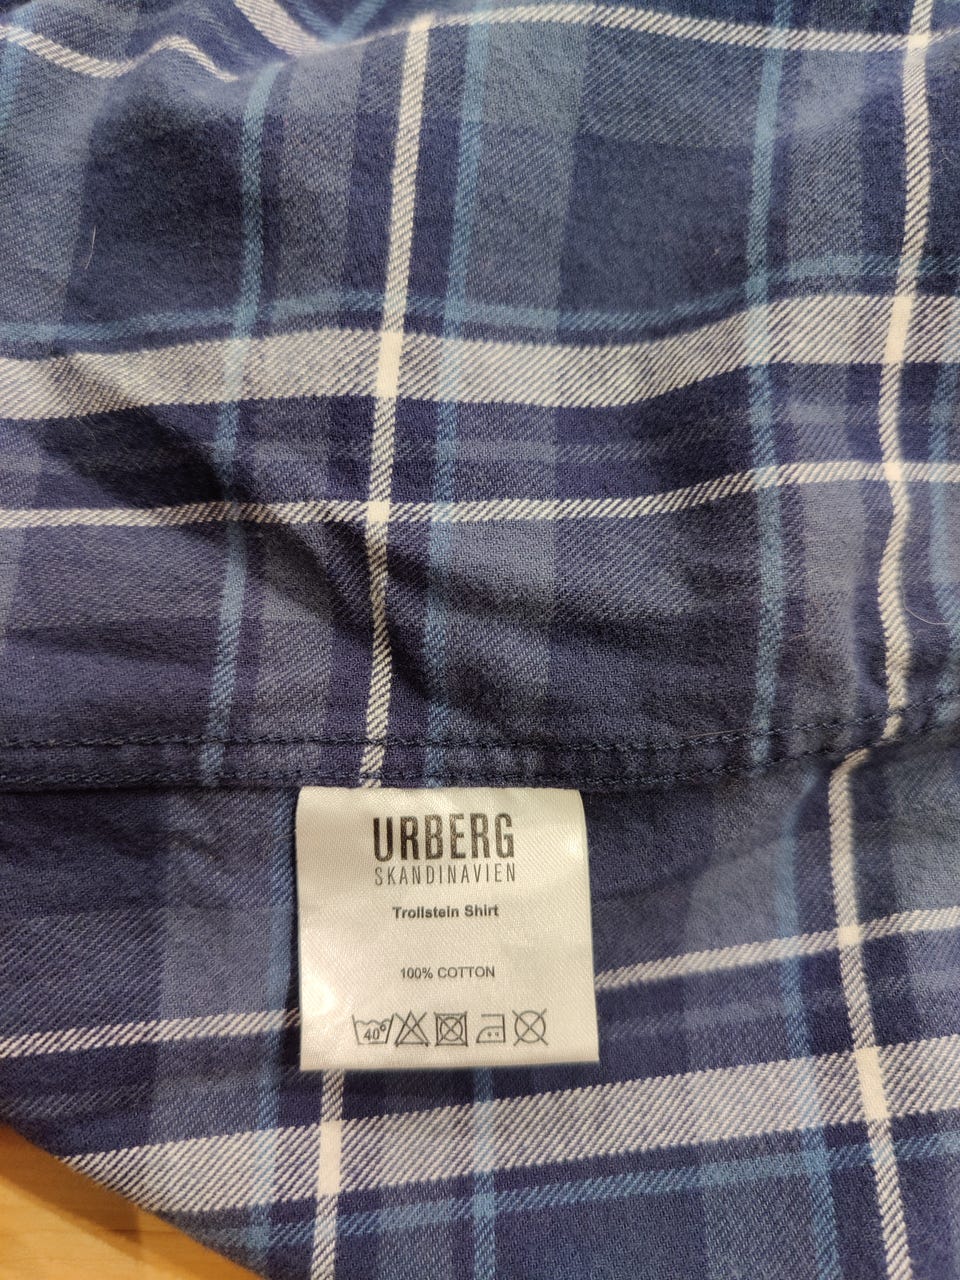 URBERG
SKANDINAVIEN
Trollstein Shirt
100% COTTON
40°